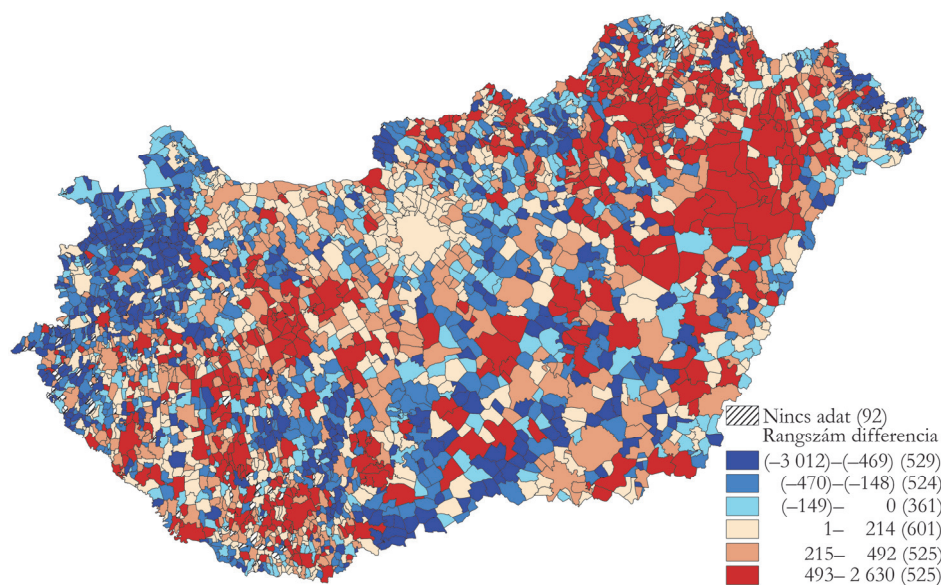 Nincs adat (92)
Rangszám differencia
(–3 012)–(–469) (529)
(–470)–(–148) (524)
(–149)– 0 (361)
1– 214 (601)
215– 492 (525)
493– 2 630 (525)